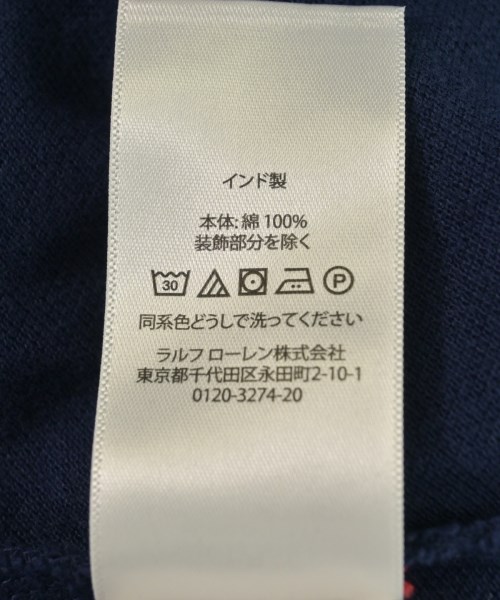 インド製
本体: 綿 100%
装飾部分を除く
30 P
同系色どうしで洗ってください
ラルフ ローレン株式会社
東京都千代田区永田町2-10-1
0120-3274-20